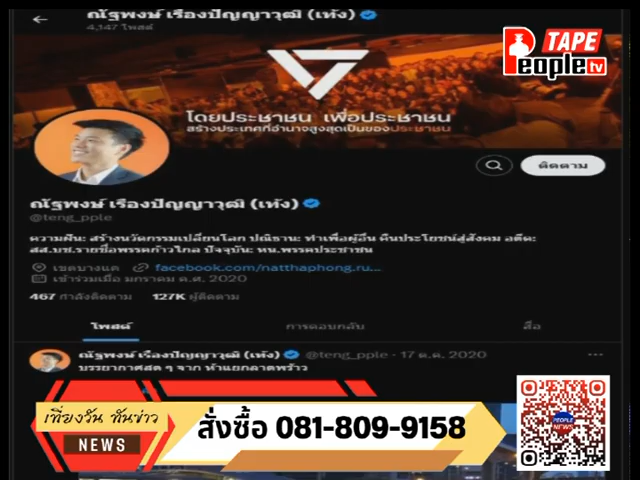 ณัฐพงษ์ เรืองปัญญาวุฒิ (เท้ง)
4,147 โพสต์
TAPE
People tv
โดยประชาชน เพื่อประชาชน
สร้างประเทศที่อำนาจสูงสุดเป็นของประชาชน
ติดตาม
ณัฐพงษ์ เรืองปัญญาวุฒิ (เท้ง)
@teng_pple
ความฝัน: สร้างนวัตกรรมเปลี่ยนโลก ปณิธาน: ทำเพื่อผู้อื่น คืนประโยชน์สู่สังคม อดีต:
สส.บช.รายชื่อพรรคก้าวไกล ปัจจุบัน: หน.พรรคประชาชน
เขตบางแค facebook.com/natthaphong.ru...
เข้าร่วมเมื่อ มกราคม ค.ศ. 2020
467 กำลังติดตาม 127K ผู้ติดตาม
โพสต์ การตอบกลับ สื่อ
ณัฐพงษ์ เรืองปัญญาวุฒิ (เท้ง) @teng_pple · 17 ต.ค. 2020
บรรยากาศสด ๆ จาก ห้าแยกลาดพร้าว
เที่ยงวัน ทันข่าว
NEWS
สั่งซื้อ 081-809-9158
PEOPLE
NEWS